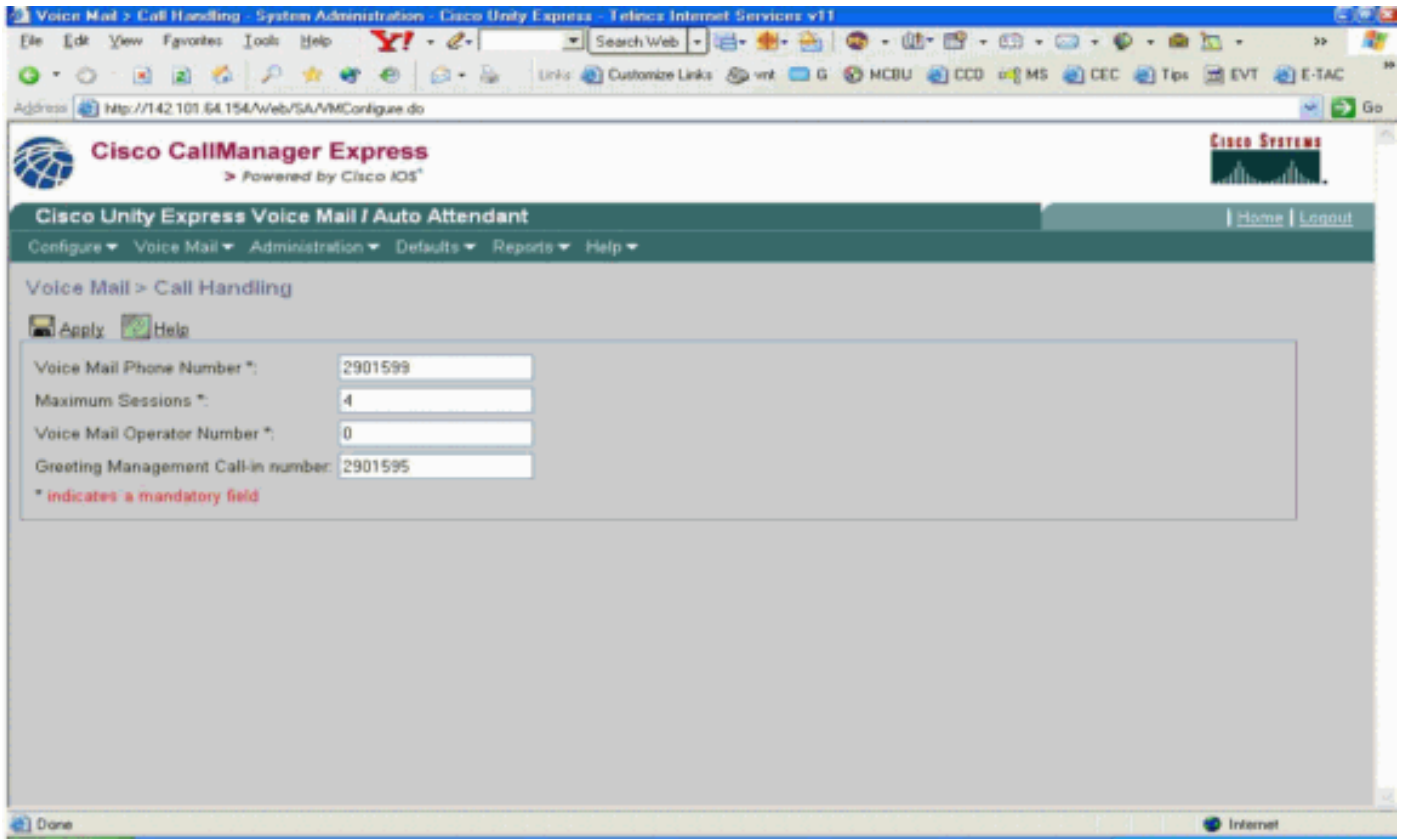 Voice Mail > Call Handling - System Administration - Cisco Unity Express - Telincs Internet Services v11
File Edit View Favorites Tools Help Y! Search Web
Links Customize Links vnt G MCBU CCO MS CEC Tips EVT E-TAC
Address http://142.101.64.154/Web/SA/VMConfigure.do Go
Cisco CallManager Express
> Powered by Cisco IOS®
CISCO SYSTEMS
Cisco Unity Express Voice Mail / Auto Attendant
Home | Logout
Configure Voice Mail Administration Defaults Reports Help
Voice Mail > Call Handling
Apply Help
Voice Mail Phone Number *: 2901599
Maximum Sessions *: 4
Voice Mail Operator Number *: 0
Greeting Management Call-in number: 2901595
* indicates a mandatory field
Done Internet